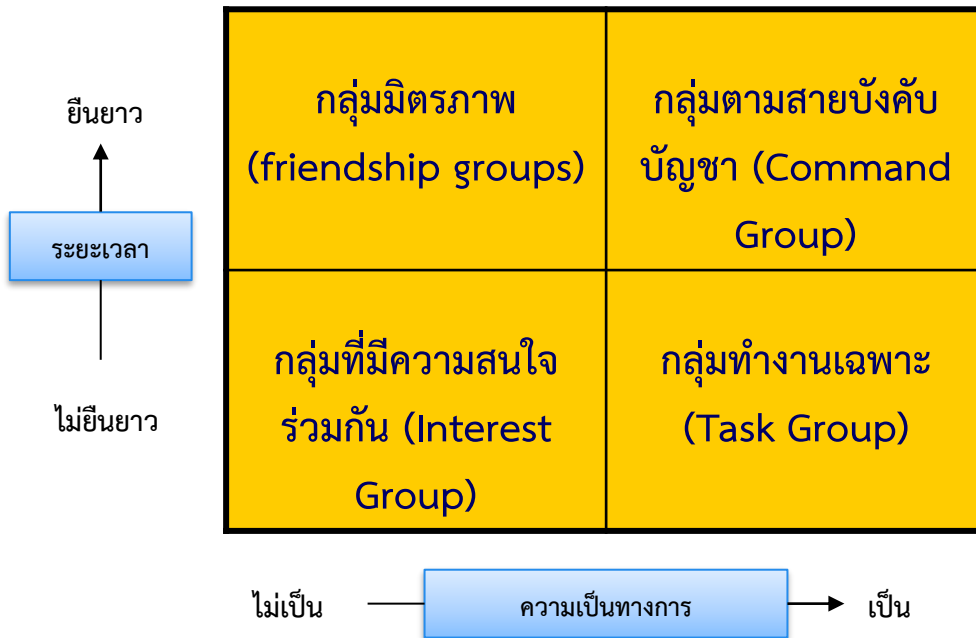 ยืนยาว
ระยะเวลา
ไม่ยืนยาว
กลุ่มมิตรภาพ
(friendship groups)
กลุ่มตามสายบังคับ
บัญชา (Command
Group)
กลุ่มที่มีความสนใจ
ร่วมกัน (Interest
Group)
กลุ่มทำงานเฉพาะ
(Task Group)
ไม่เป็น
ความเป็นทางการ
เป็น